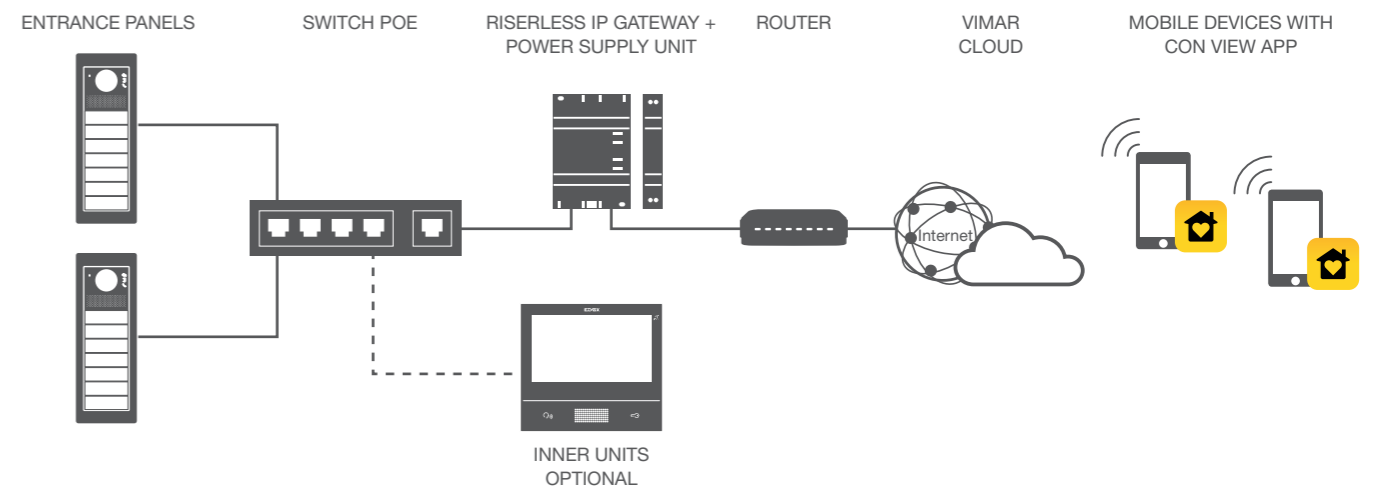 ENTRANCE PANELS
SWITCH POE
RISERLESS IP GATEWAY +
POWER SUPPLY UNIT
ROUTER
VIMAR
CLOUD
MOBILE DEVICES WITH
CON VIEW APP
Internet
ELVOX
INNER UNITS
OPTIONAL